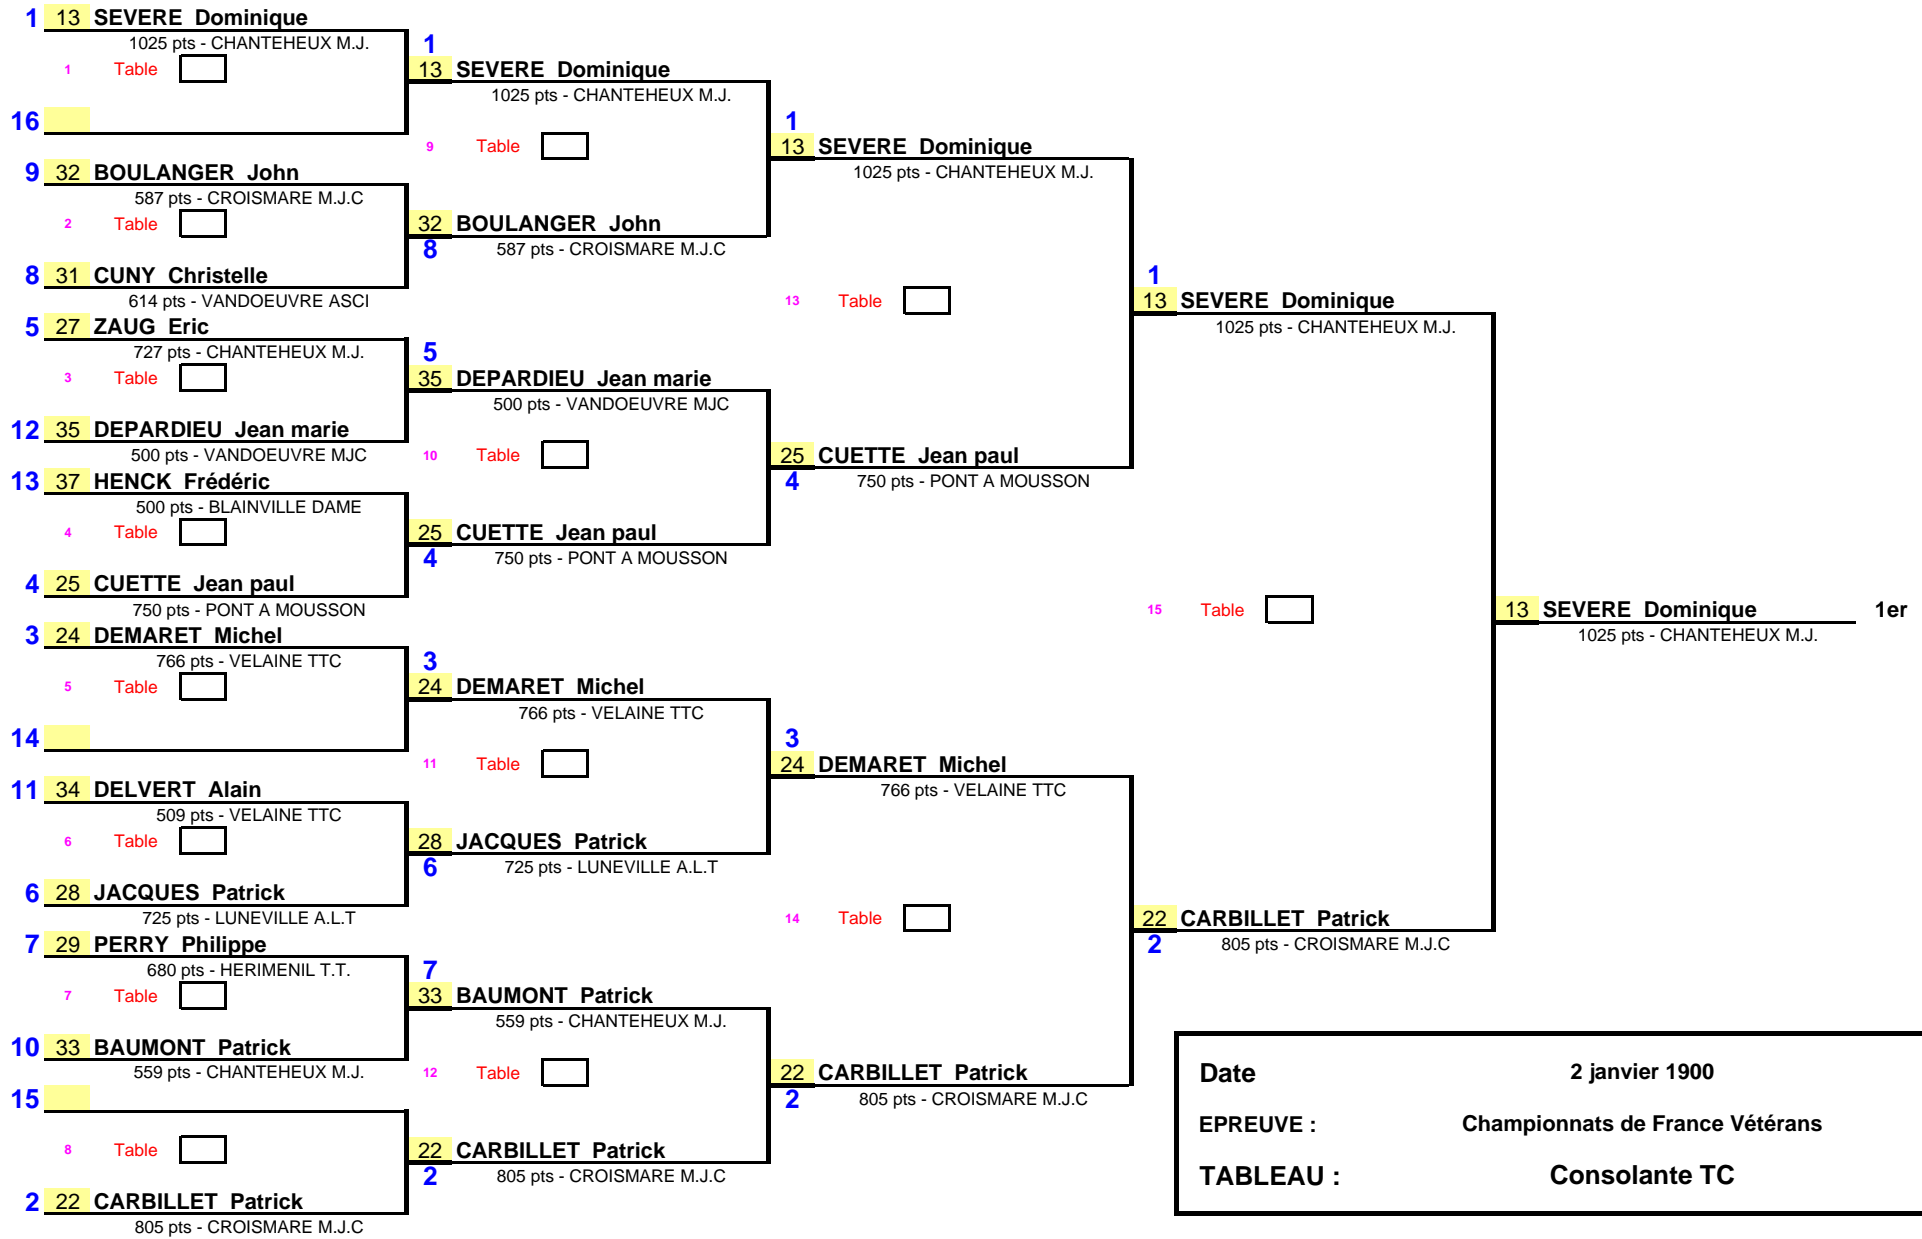 1 13 SEVERE Dominique
1025 pts - CHANTEHEUX M.J.
1 Table
16
9 32 BOULANGER John
587 pts - CROISMARE M.J.C
2 Table
8 31 CUNY Christelle
614 pts - VANDOEUVRE ASCI
5 27 ZAUG Eric
727 pts - CHANTEHEUX M.J.
3 Table
12 35 DEPARDIEU Jean marie
500 pts - VANDOEUVRE MJC
13 37 HENCK Frédéric
500 pts - BLAINVILLE DAME
4 Table
4 25 CUETTE Jean paul
750 pts - PONT A MOUSSON
3 24 DEMARET Michel
766 pts - VELAINE TTC
5 Table
14
11 34 DELVERT Alain
509 pts - VELAINE TTC
6 Table
6 28 JACQUES Patrick
725 pts - LUNEVILLE A.L.T
7 29 PERRY Philippe
680 pts - HERIMENIL T.T.
7 Table
10 33 BAUMONT Patrick
559 pts - CHANTEHEUX M.J.
15
8 Table
2 22 CARBILLET Patrick
805 pts - CROISMARE M.J.C
1
13 SEVERE Dominique
1025 pts - CHANTEHEUX M.J.
9 Table
32 BOULANGER John
8
587 pts - CROISMARE M.J.C
5
35 DEPARDIEU Jean marie
500 pts - VANDOEUVRE MJC
10 Table
25 CUETTE Jean paul
4
750 pts - PONT A MOUSSON
3
24 DEMARET Michel
766 pts - VELAINE TTC
11 Table
28 JACQUES Patrick
6
725 pts - LUNEVILLE A.L.T
7
33 BAUMONT Patrick
559 pts - CHANTEHEUX M.J.
12 Table
22 CARBILLET Patrick
2
805 pts - CROISMARE M.J.C
1
13 SEVERE Dominique
1025 pts - CHANTEHEUX M.J.
13 Table
25 CUETTE Jean paul
4
750 pts - PONT A MOUSSON
3
24 DEMARET Michel
766 pts - VELAINE TTC
14 Table
22 CARBILLET Patrick
2
805 pts - CROISMARE M.J.C
1
13 SEVERE Dominique
1025 pts - CHANTEHEUX M.J.
15 Table
22 CARBILLET Patrick
2
805 pts - CROISMARE M.J.C
13 SEVERE Dominique 1er
1025 pts - CHANTEHEUX M.J.
Date 2 janvier 1900
EPREUVE : Championnats de France Vétérans
TABLEAU : Consolante TC